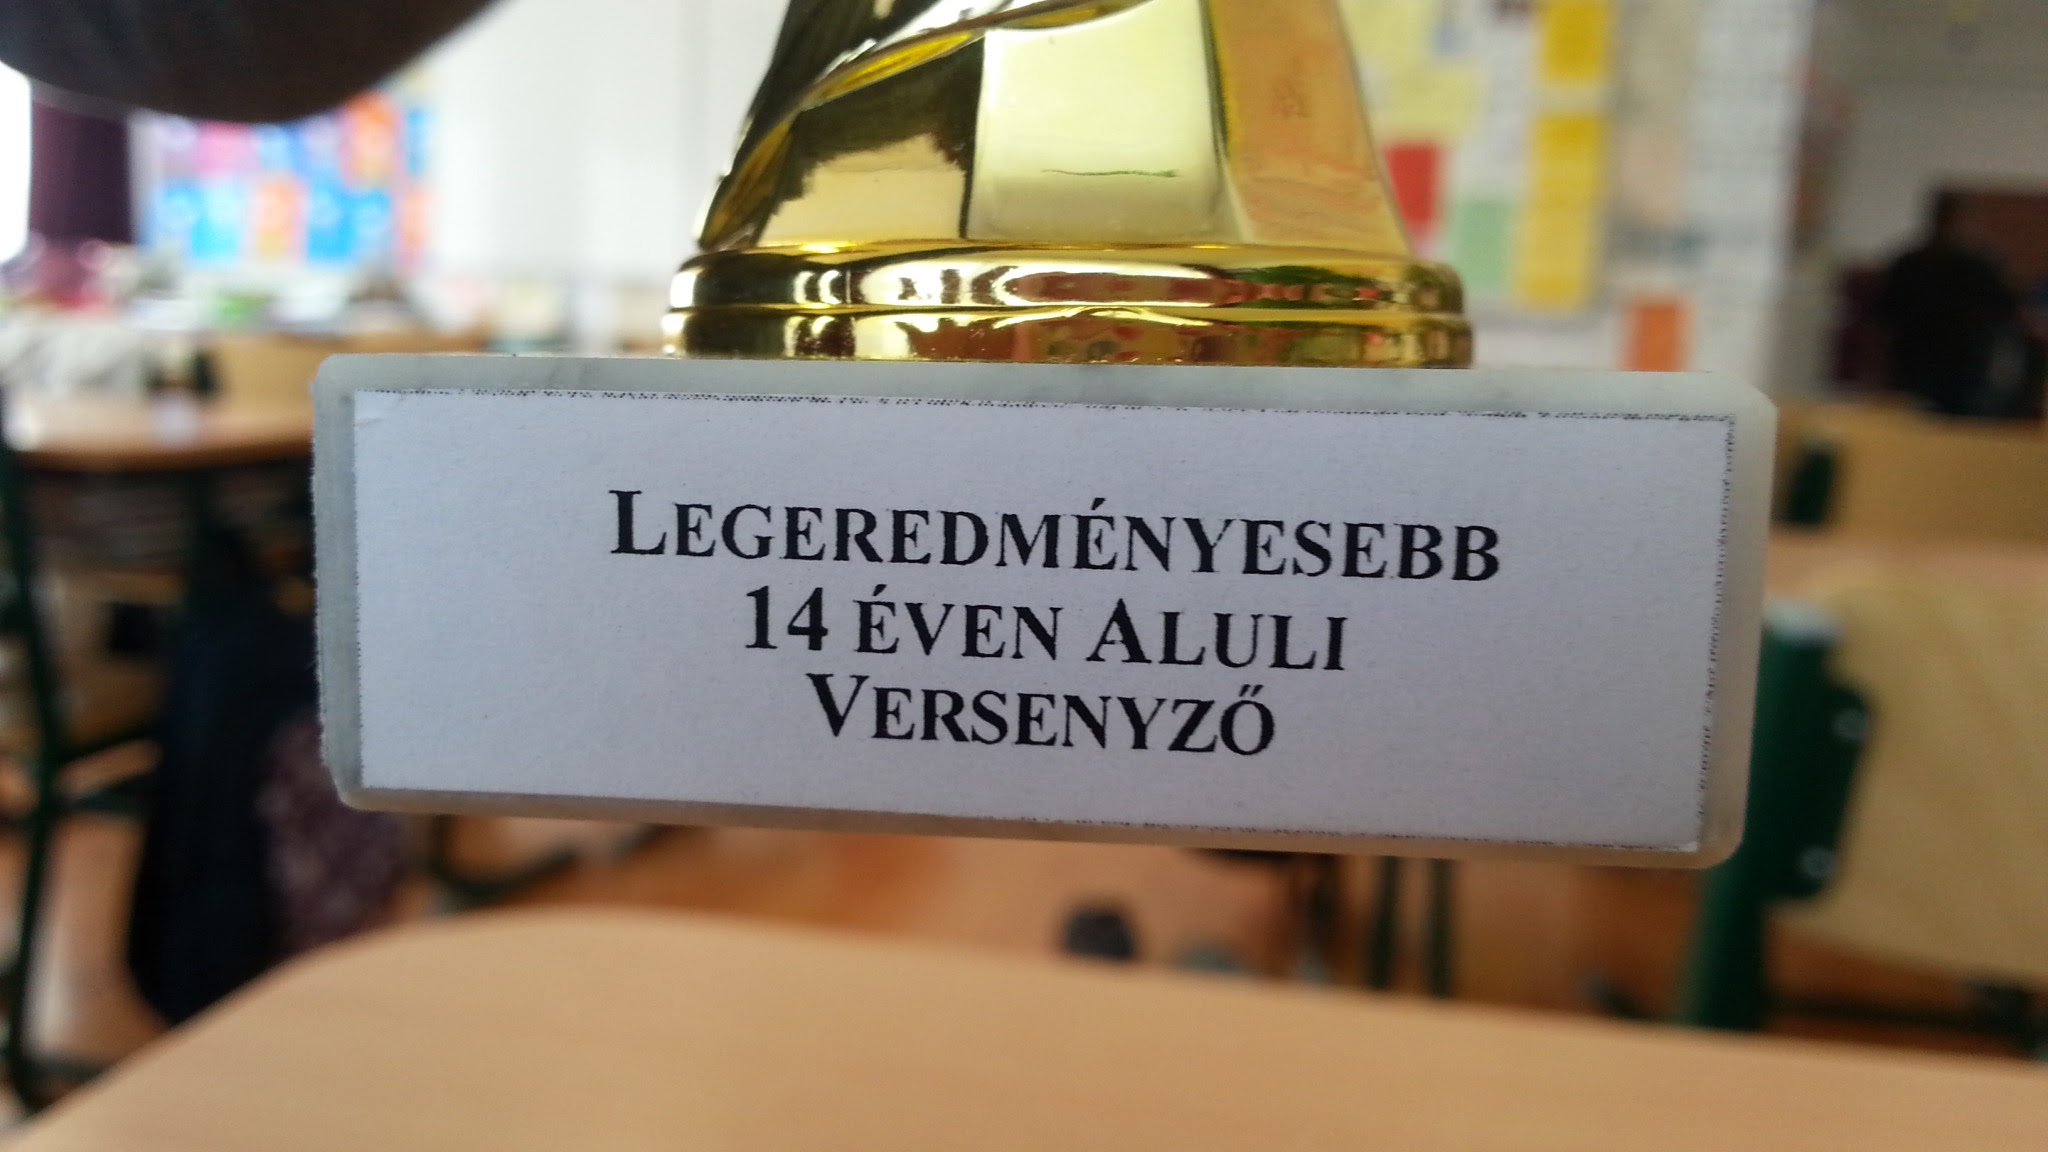 LEGEREDMÉNYESEBB
14 ÉVEN ALULI
VERSENYZŐ